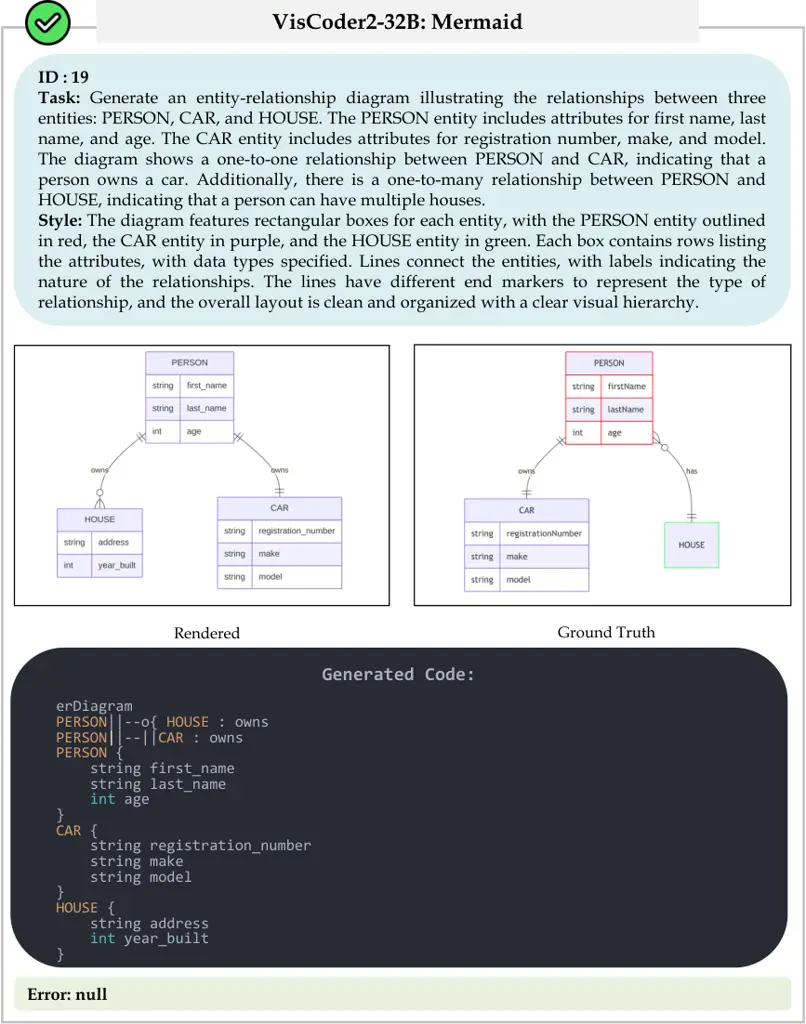 VisCoder2-32B: Mermaid
ID : 19
Task: Generate an entity-relationship diagram illustrating the relationships between three
entities: PERSON, CAR, and HOUSE. The PERSON entity includes attributes for first name, last
name, and age. The CAR entity includes attributes for registration number, make, and model.
The diagram shows a one-to-one relationship between PERSON and CAR, indicating that a
person owns a car. Additionally, there is a one-to-many relationship between PERSON and
HOUSE, indicating that a person can have multiple houses.
Style: The diagram features rectangular boxes for each entity, with the PERSON entity outlined
in red, the CAR entity in purple, and the HOUSE entity in green. Each box contains rows listing
the attributes, with data types specified. Lines connect the entities, with labels indicating the
nature of the relationships. The lines have different end markers to represent the type of
relationship, and the overall layout is clean and organized with a clear visual hierarchy.
PERSON
string first_name
string last_name
int age
owns
owns
HOUSE
string address
int year_built
CAR
string registration_number
string make
string model
Rendered
PERSON
string firstName
string lastName
int age
owns
has
CAR
string registrationNumber
string make
string model
HOUSE
Ground Truth
Generated Code:
erDiagram
PERSON||--o{ HOUSE : owns
PERSON||--||CAR : owns
PERSON {
string first_name
string last_name
int age
}
CAR {
string registration_number
string make
string model
}
HOUSE {
string address
int year_built
}
Error: null